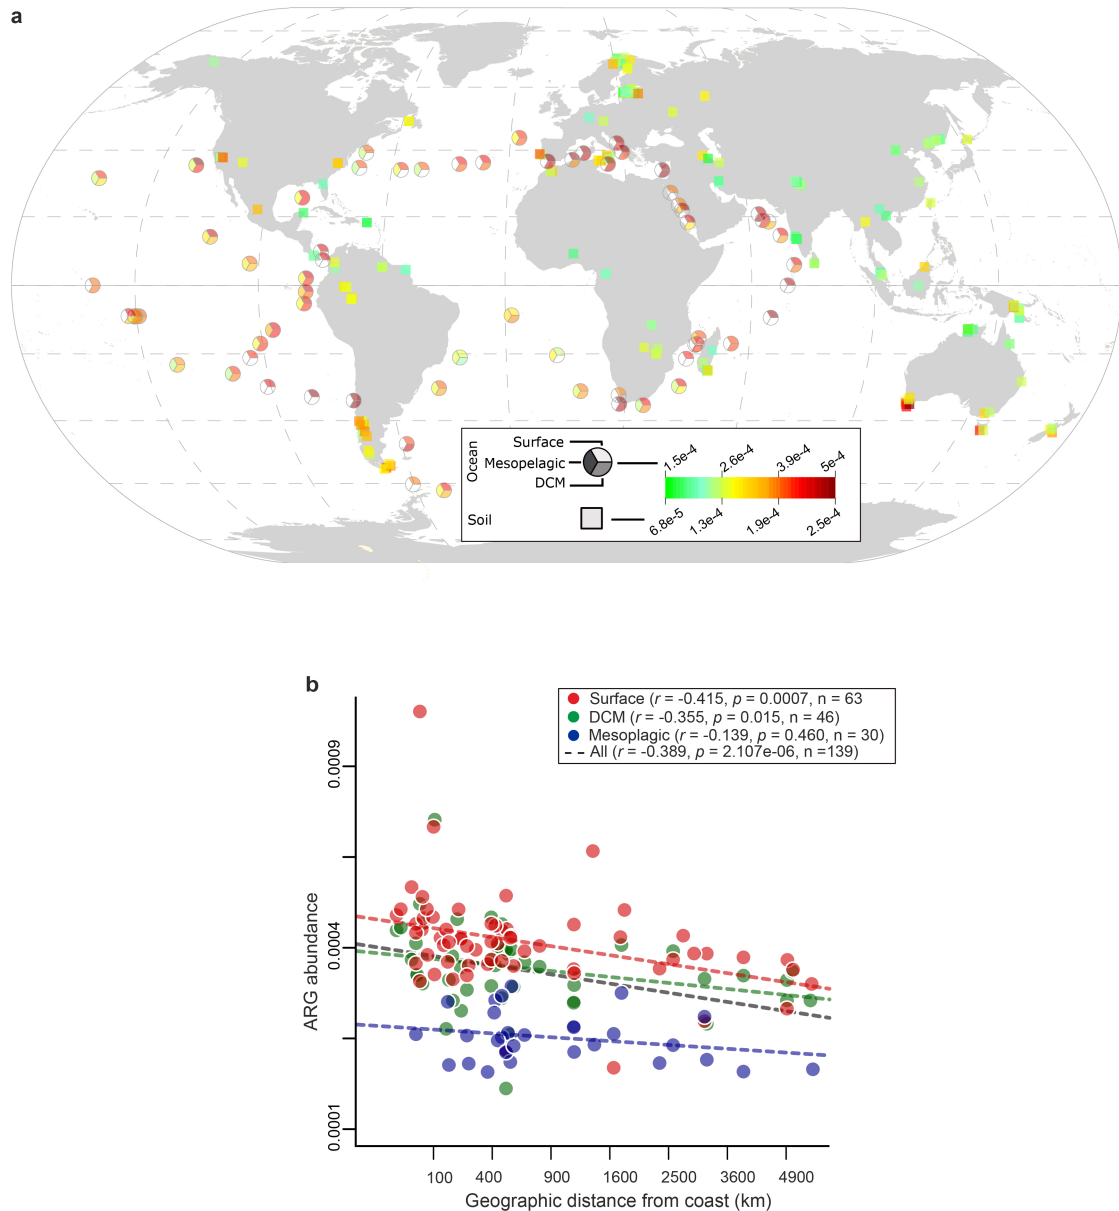 a
Ocean
Surface
Mesopelagic
DCM
Soil
1.5e-4
2.6e-4
3.9e-4
5e-4
6.8e-5
1.3e-4
1.9e-4
2.5e-4
b
Surface (r = -0.415, p = 0.0007, n = 63
DCM (r = -0.355, p = 0.015, n = 46)
Mesoplagic (r = -0.139, p = 0.460, n = 30)
All (r = -0.389, p = 2.107e-06, n =139)
ARG abundance
0.0009
0.0004
0.0001
100 400 900 1600 2500 3600 4900
Geographic distance from coast (km)